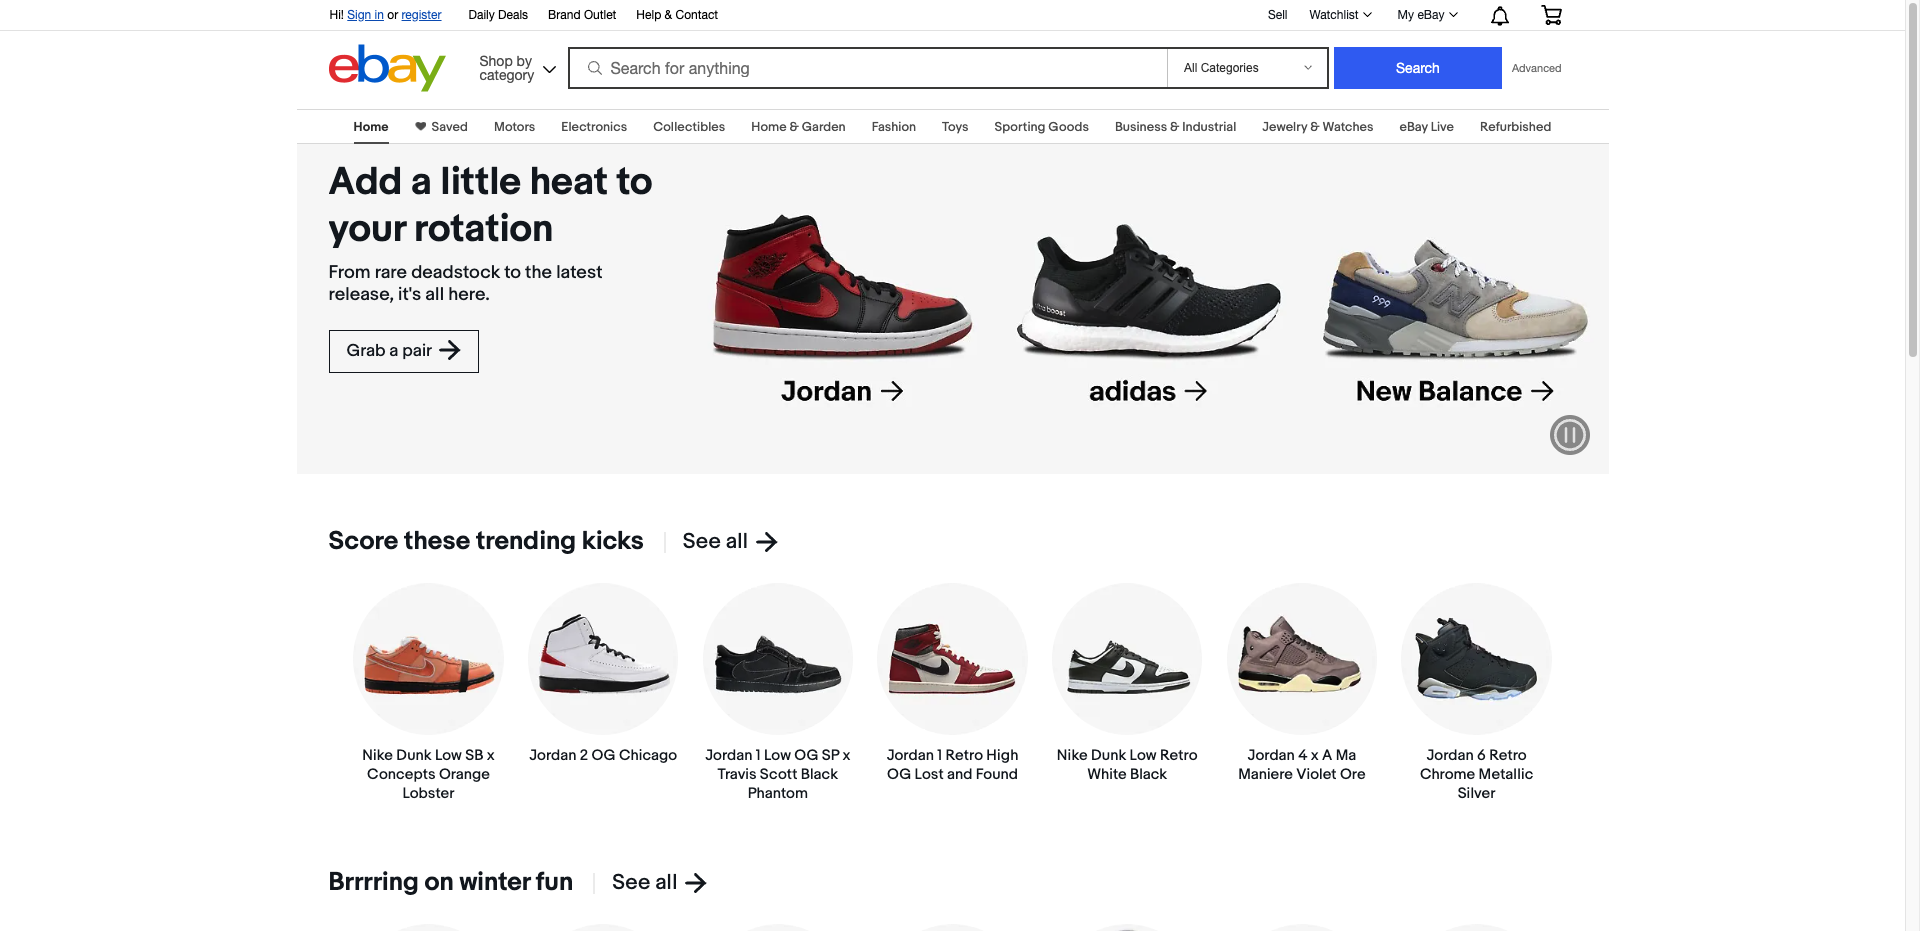 Hi! Sign in or register
Daily Deals
Brand Outlet
Help & Contact
Sell
Watchlist
My eBay
ebay
Shop by
category
Search for anything
All Categories
Search
Advanced
Home
Saved
Motors
Electronics
Collectibles
Home & Garden
Fashion
Toys
Sporting Goods
Business & Industrial
Jewelry & Watches
eBay Live
Refurbished
Add a little heat to
your rotation
From rare deadstock to the latest
release, it's all here.
Grab a pair
ultra boost
999
N
Jordan
adidas
New Balance
Score these trending kicks
See all
Nike Dunk Low SB x
Concepts Orange
Lobster
Jordan 2 OG Chicago
Jordan 1 Low OG SP x
Travis Scott Black
Phantom
Jordan 1 Retro High
OG Lost and Found
Nike Dunk Low Retro
White Black
Jordan 4 x A Ma
Maniere Violet Ore
Jordan 6 Retro
Chrome Metallic
Silver
Brrrring on winter fun
See all